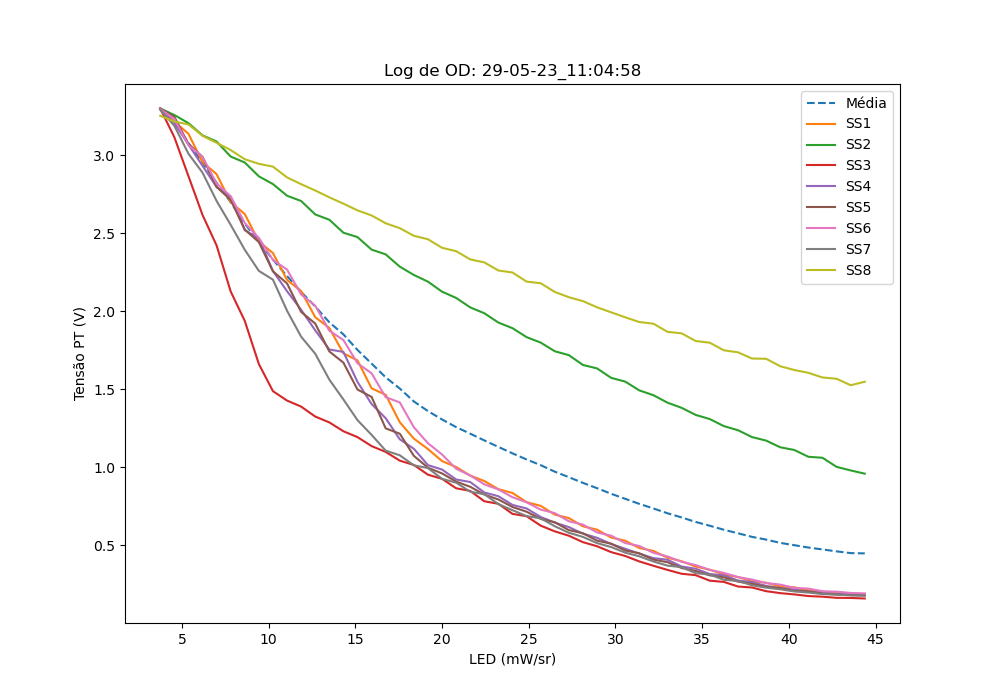 Log de OD: 29-05-23_11:04:58
Média
SS1
SS2
SS3
SS4
SS5
SS6
SS7
SS8
Tensão PT (V)
3.0
2.5
2.0
1.5
1.0
0.5
5 10 15 20 25 30 35 40 45
LED (mW/sr)